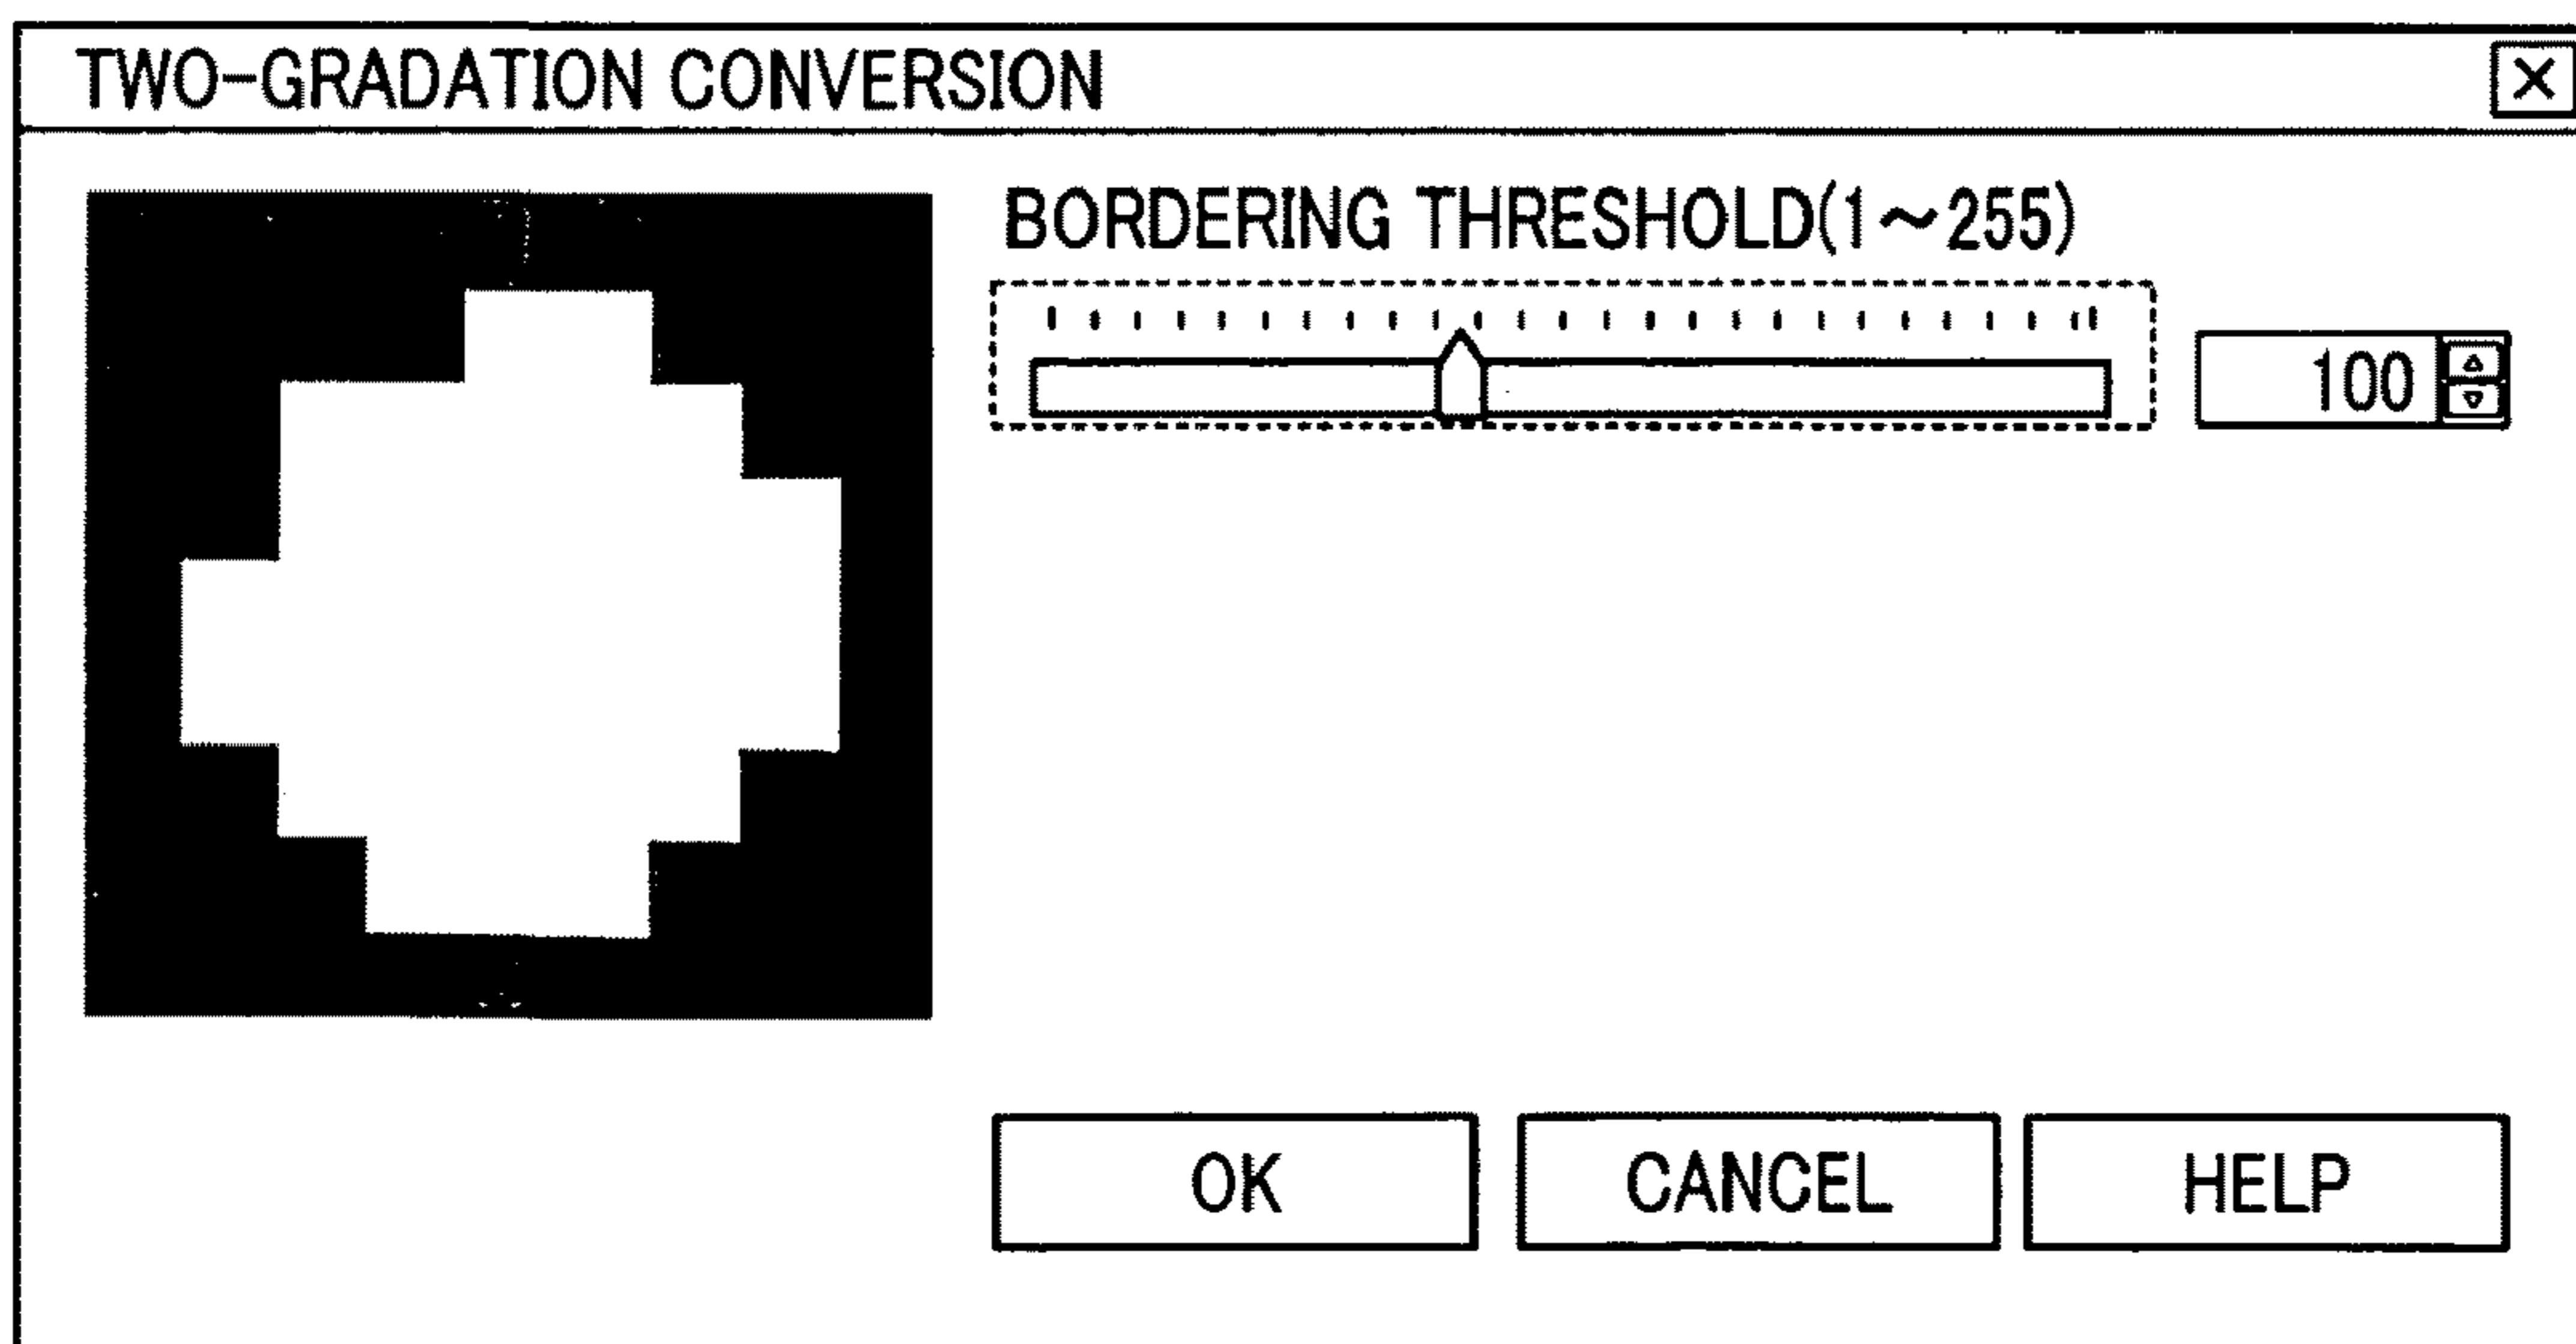 TWO-GRADATION CONVERSION
BORDERING THRESHOLD(1～255)
100
OK
CANCEL
HELP